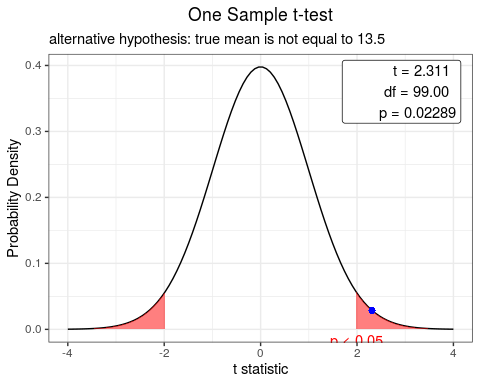 One Sample t-test
alternative hypothesis: true mean is not equal to 13.5
t = 2.311
df = 99.00
p = 0.02289
Probability Density
0.4
0.3
0.2
0.1
0.0
p < 0.05
-4 -2 0 2 4
t statistic